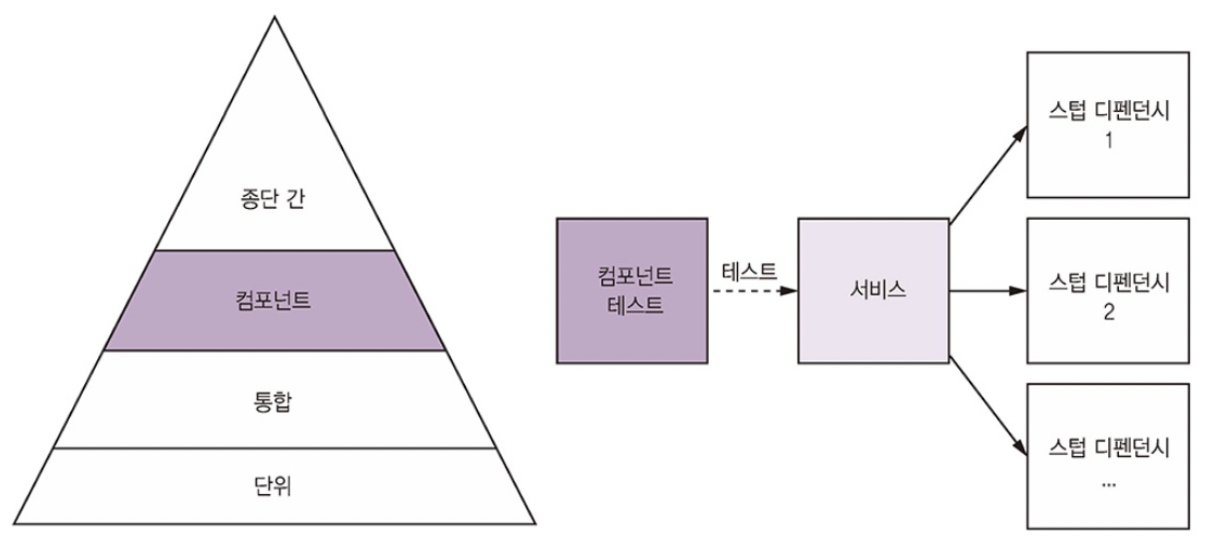 종단 간
컴포넌트
통합
단위
컴포넌트
테스트
테스트
서비스
스텁 디펜던시
1
스텁 디펜던시
2
스텁 디펜던시
...